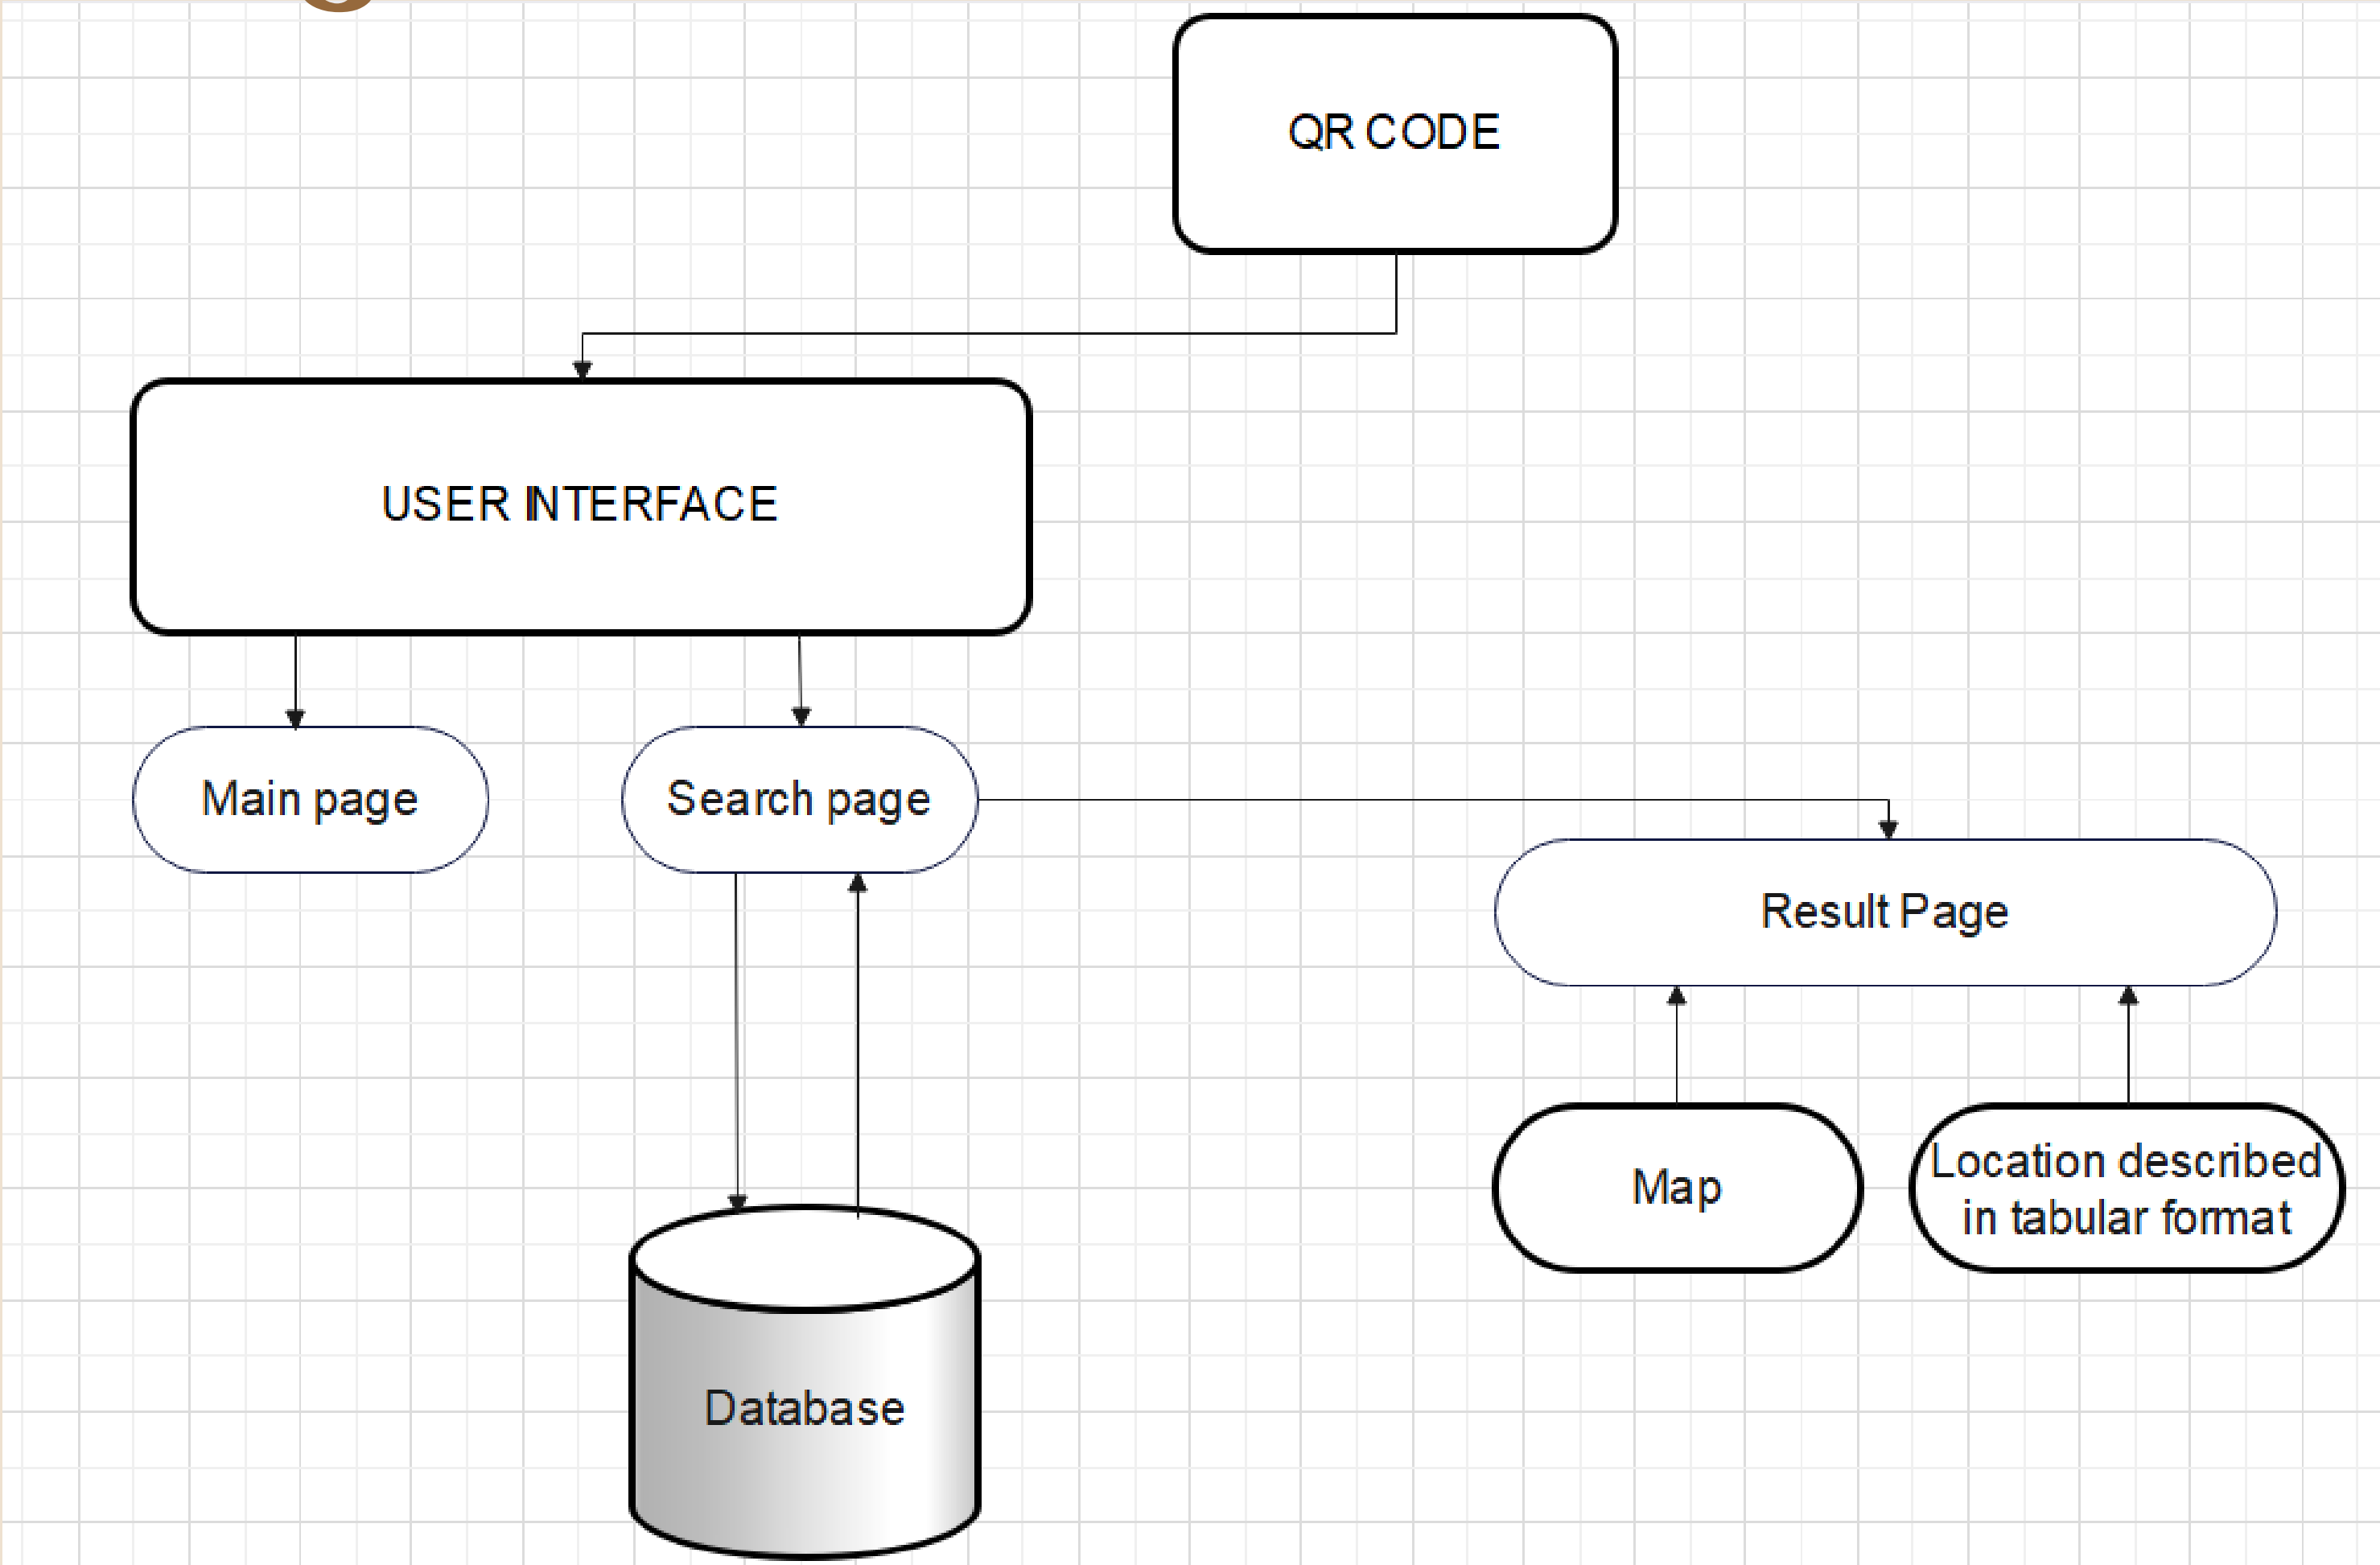 QR CODE
USER INTERFACE
Main page
Search page
Result Page
Map
Location described
in tabular format
Database